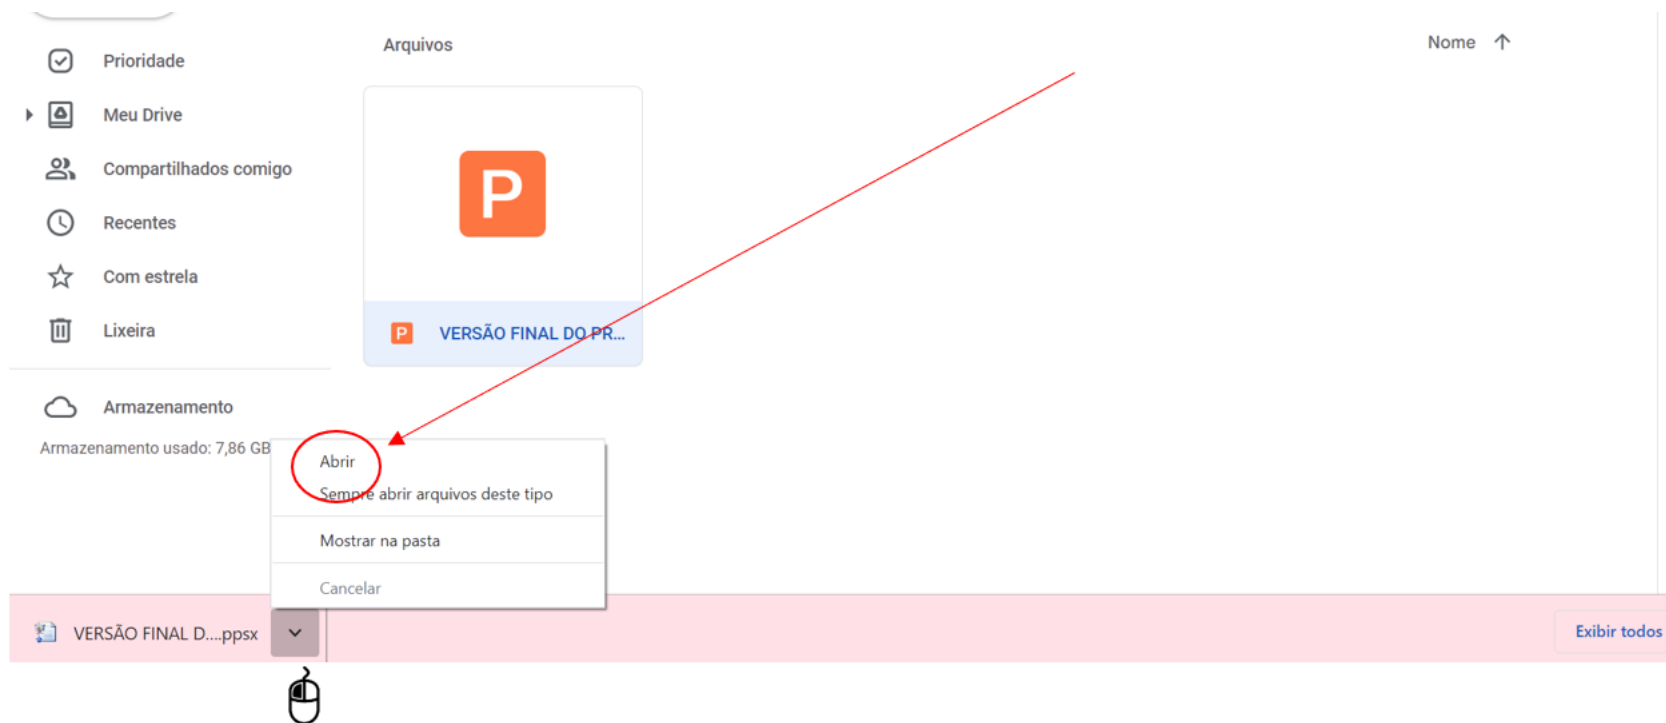 Prioridade
Meu Drive
Compartilhados comigo
Recentes
Com estrela
Lixeira
Armazenamento
Armazenamento usado: 7,86 GB
Arquivos
Nome
P
P VERSÃO FINAL DO PR...
Abrir
Sempre abrir arquivos deste tipo
Mostrar na pasta
Cancelar
VERSÃO FINAL D....ppsx
Exibir todos